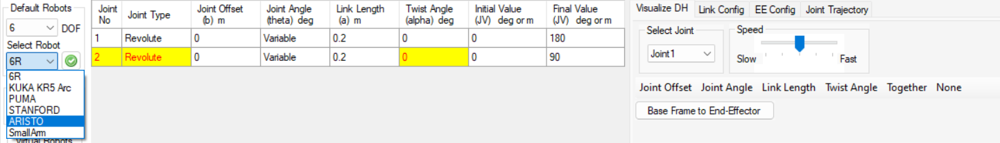 Default Robots
6 DOF
Select Robot
6R
6R
KUKA KR5 Arc
PUMA
STANFORD
ARISTO
SmallArm
Virtual Robots
Joint No Joint Type Joint Offset (b) m Joint Angle (theta) deg Link Length (a) m Twist Angle (alpha) deg Initial Value (JV) deg or m Final Value (JV) deg or m
1 Revolute 0 Variable 0.2 0 0 180
2 Revolute 0 Variable 0.2 0 0 90
Visualize DH Link Config EE Config Joint Trajectory
Select Joint Speed
Joint1 Slow Fast
Joint Offset Joint Angle Link Length Twist Angle Together None
Base Frame to End-Effector